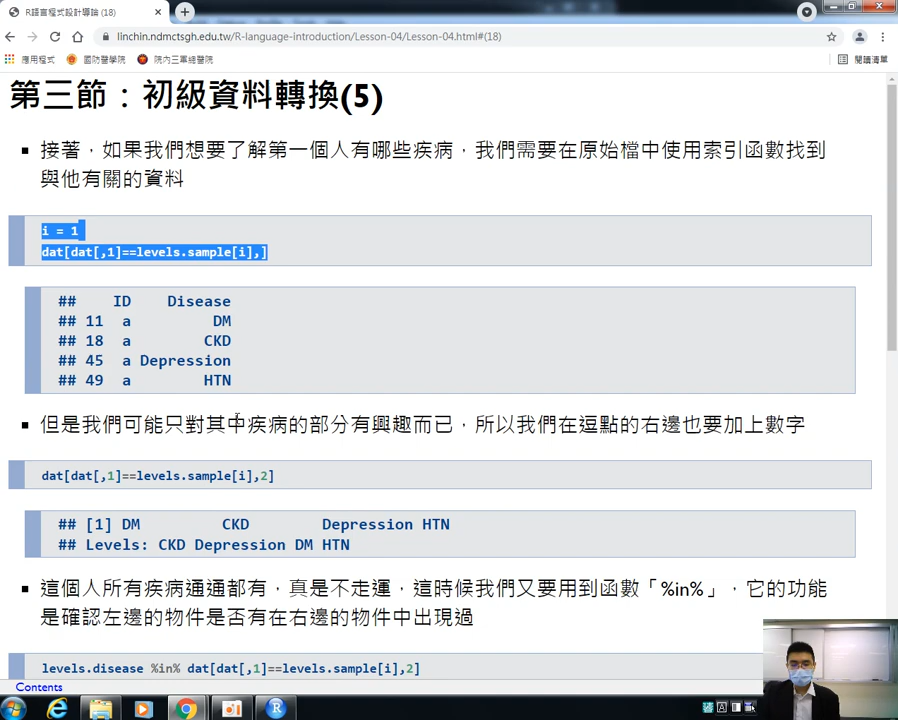 R語言程式設計導論 (18)
linchin.ndmctsgh.edu.tw/R-language-introduction/Lesson-04/Lesson-04.html#(18)
應用程式 國防醫學院 院內三軍總醫院 閱讀清單
第三節：初級資料轉換(5)
接著，如果我們想要了解第一個人有哪些疾病，我們需要在原始檔中使用索引函數找到
與他有關的資料
i = 1
dat[dat[,1]==levels.sample[i],]
## ID Disease
## 11 a DM
## 18 a CKD
## 45 a Depression
## 49 a HTN
但是我們可能只對其中疾病的部分有興趣而已，所以我們在逗點的右邊也要加上數字
dat[dat[,1]==levels.sample[i],2]
## [1] DM CKD Depression HTN
## Levels: CKD Depression DM HTN
這個人所有疾病通通都有，真是不走運，這時候我們又要用到函數「%in%」，它的功能
是確認左邊的物件是否有在右邊的物件中出現過
levels.disease %in% dat[dat[,1]==levels.sample[i],2]
Contents